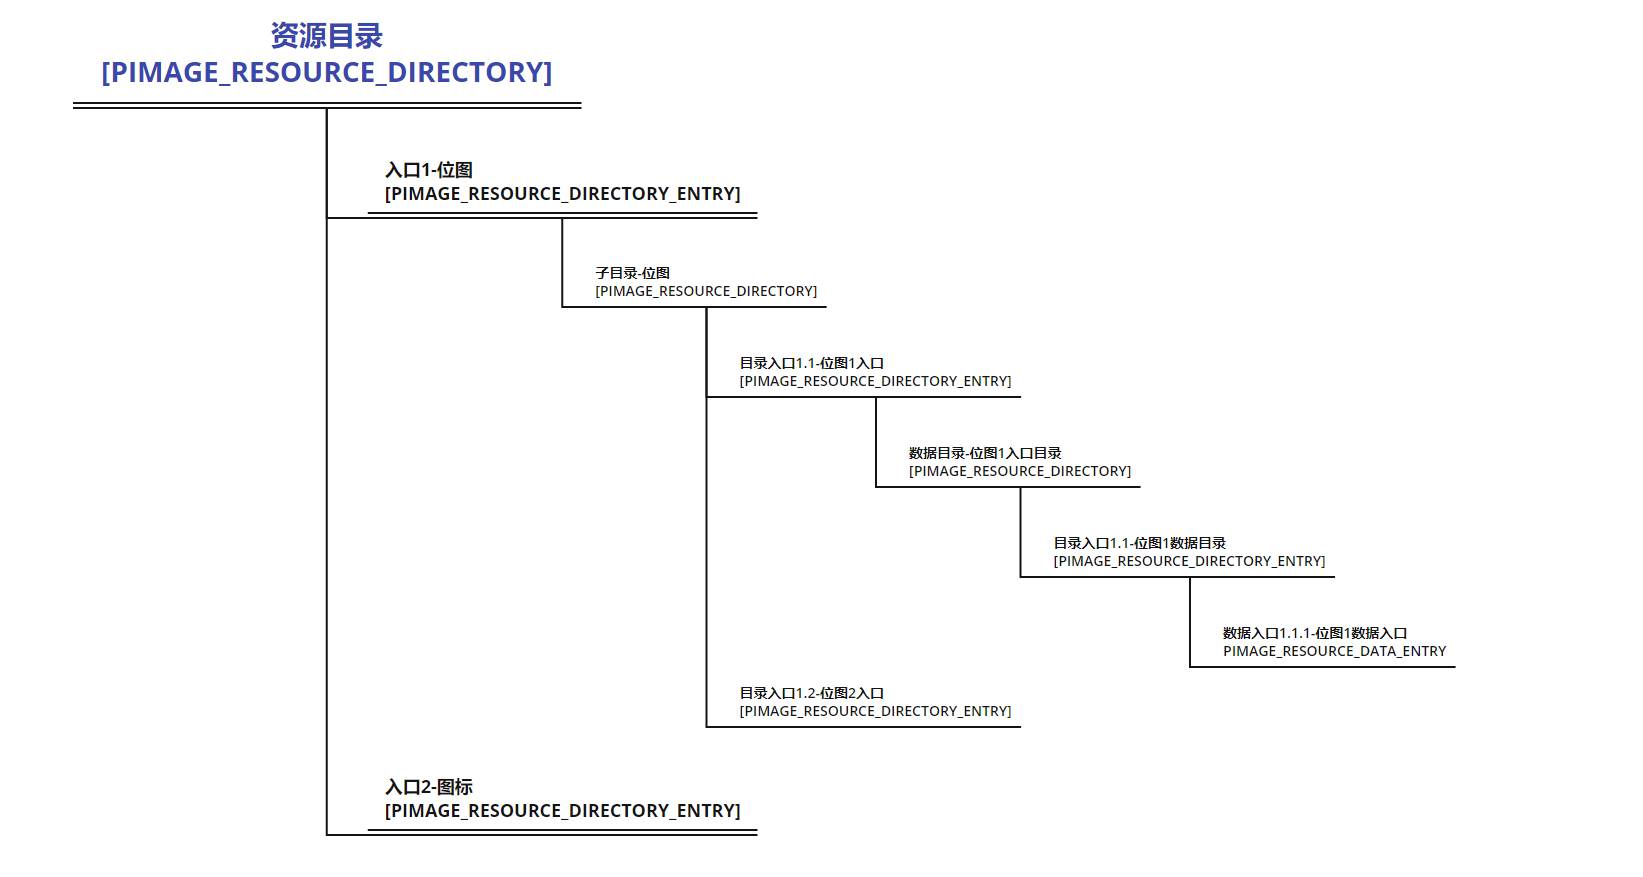 资源目录
[PIMAGE_RESOURCE_DIRECTORY]
入口1-位图
[PIMAGE_RESOURCE_DIRECTORY_ENTRY]
子目录-位图
[PIMAGE_RESOURCE_DIRECTORY]
目录入口1.1-位图1入口
[PIMAGE_RESOURCE_DIRECTORY_ENTRY]
数据目录-位图1入口目录
[PIMAGE_RESOURCE_DIRECTORY]
目录入口1.1-位图1数据目录
[PIMAGE_RESOURCE_DIRECTORY_ENTRY]
数据入口1.1.1-位图1数据入口
PIMAGE_RESOURCE_DATA_ENTRY
目录入口1.2-位图2入口
[PIMAGE_RESOURCE_DIRECTORY_ENTRY]
入口2-图标
[PIMAGE_RESOURCE_DIRECTORY_ENTRY]